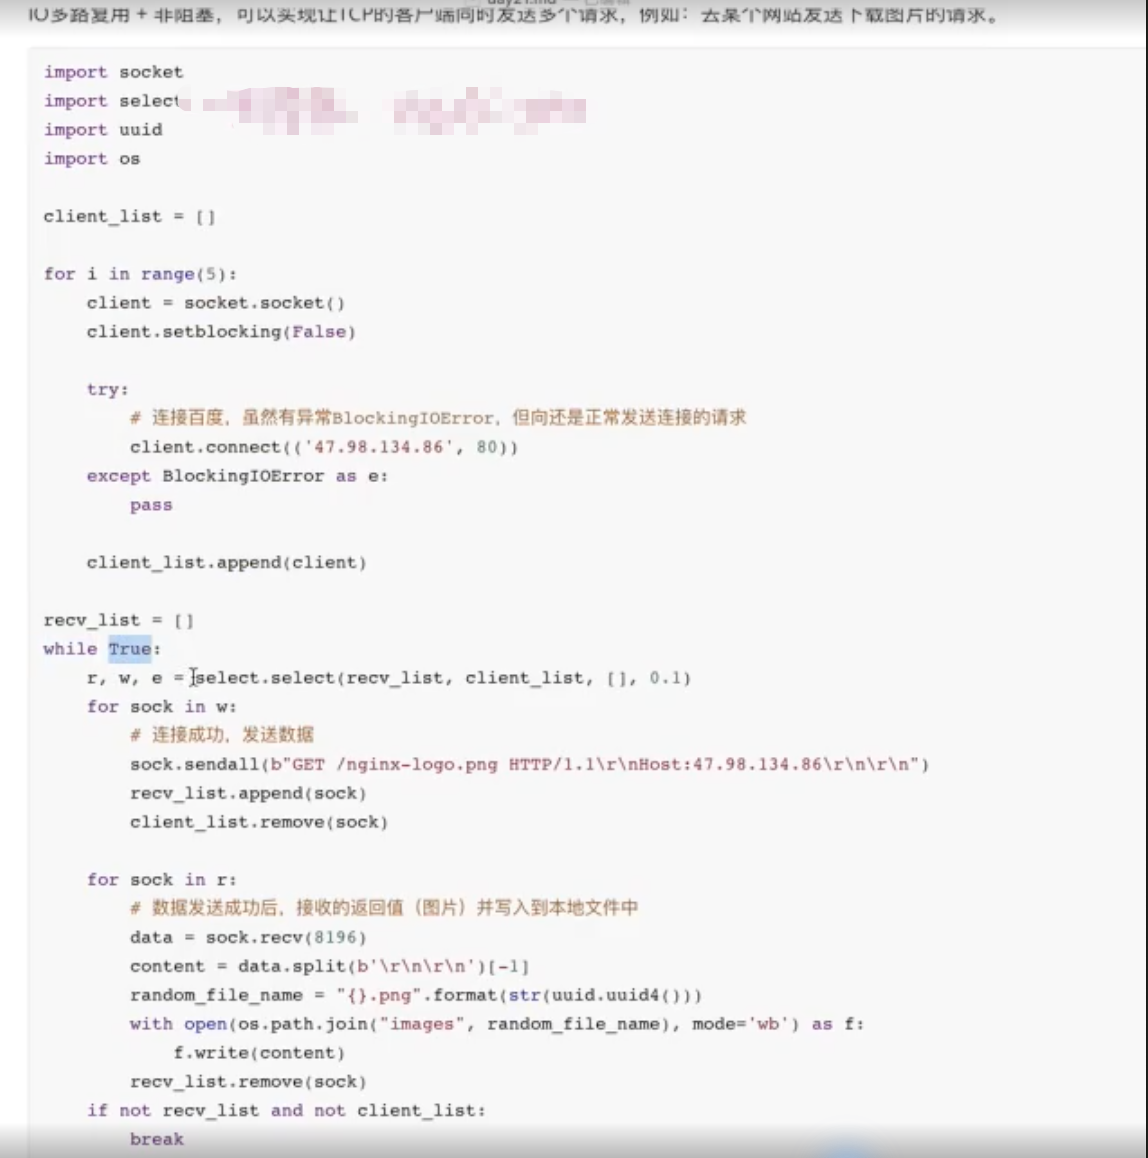 IO多路复用 + 非阻塞，可以实现让TCP的客户端同时发送多个请求，例如：去某个网站发送下载图片的请求。
import socket
import select
import uuid
import os
client_list = []
for i in range(5):
    client = socket.socket()
    client.setblocking(False)
    try:
        # 连接百度，虽然有异常BlockingIOError，但向还是正常发送连接的请求
        client.connect(('47.98.134.86', 80))
    except BlockingIOError as e:
        pass
    client_list.append(client)
recv_list = []
while True:
    r, w, e = select.select(recv_list, client_list, [], 0.1)
    for sock in w:
        # 连接成功，发送数据
        sock.sendall(b"GET /nginx-logo.png HTTP/1.1\r\nHost:47.98.134.86\r\n\r\n")
        recv_list.append(sock)
        client_list.remove(sock)
    for sock in r:
        # 数据发送成功后，接收的返回值（图片）并写入到本地文件中
        data = sock.recv(8196)
        content = data.split(b'\r\n\r\n')[-1]
        random_file_name = "{}.png".format(str(uuid.uuid4()))
        with open(os.path.join("images", random_file_name), mode='wb') as f:
            f.write(content)
        recv_list.remove(sock)
    if not recv_list and not client_list:
        break